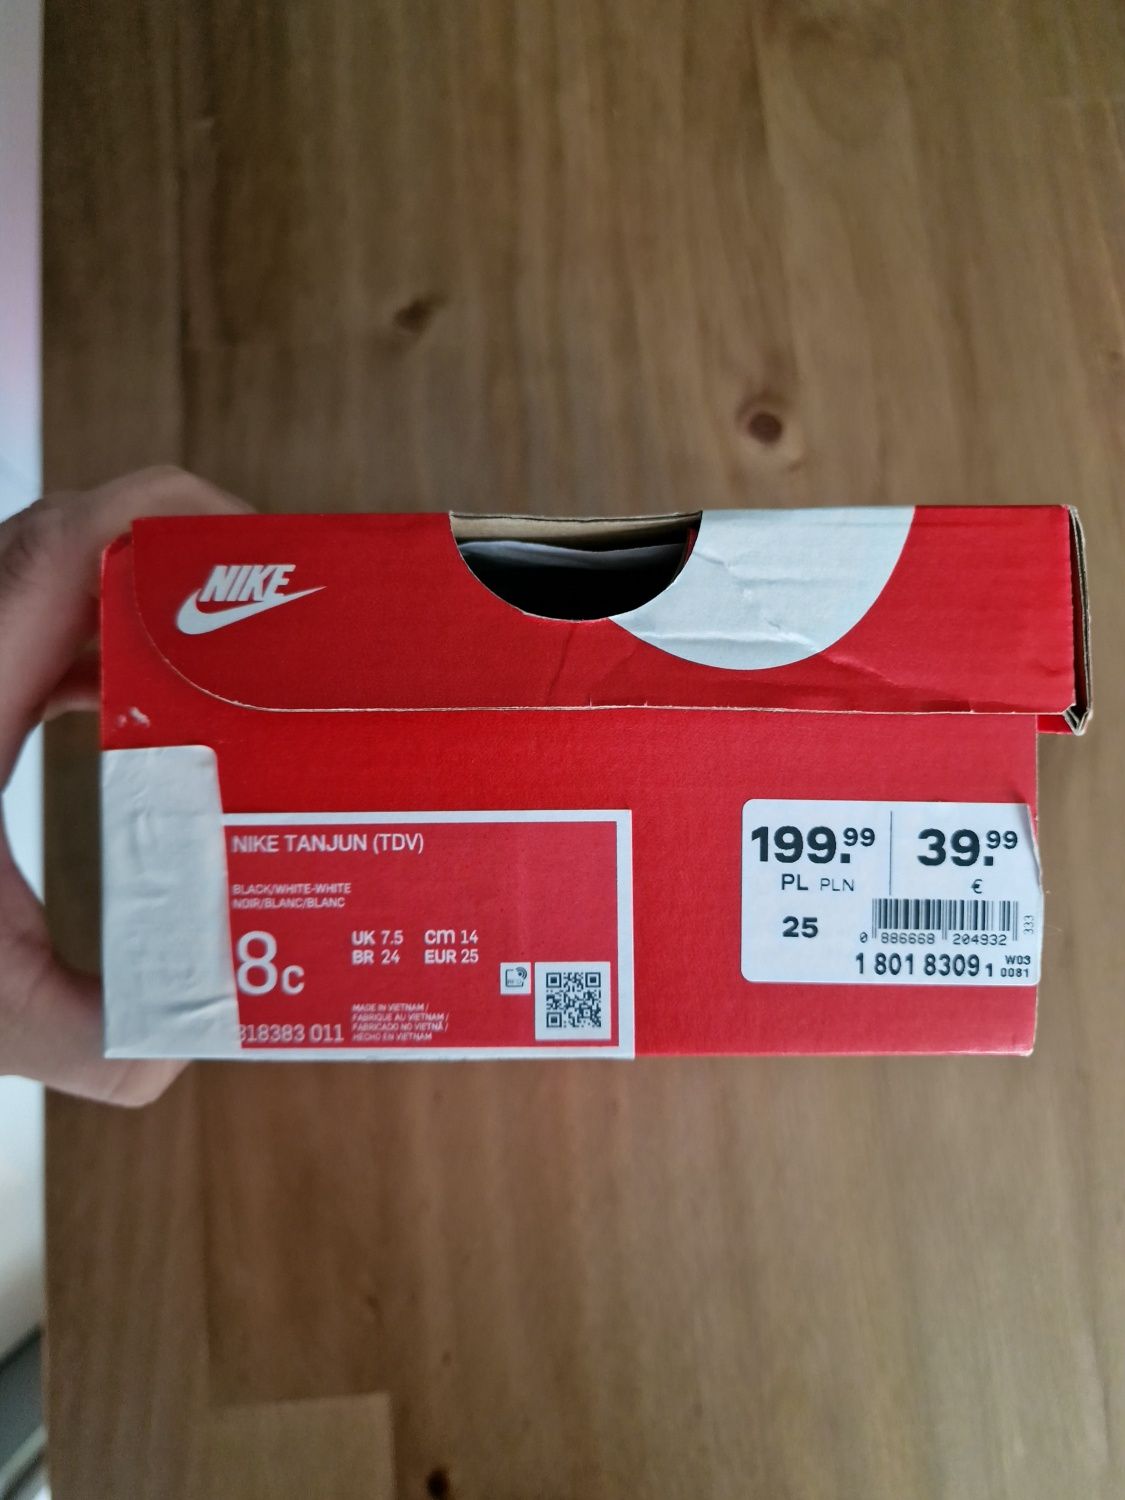 NIKE
NIKE TANJUN (TDV)
BLACK/WHITE-WHITE
NOIR/BLANC/BLANC
8C
UK 7.5 cm 14
BR 24 EUR 25
MADE IN VIETNAM /
FABRIQUE AU VIETNAM /
FABRICADO NO VIETNÃ /
HECHO EN VIETNAM
818383 011
199.99
PL PLN
39.99
€
25
0 886668 204932
333
1 801 8309 1
W03
0081